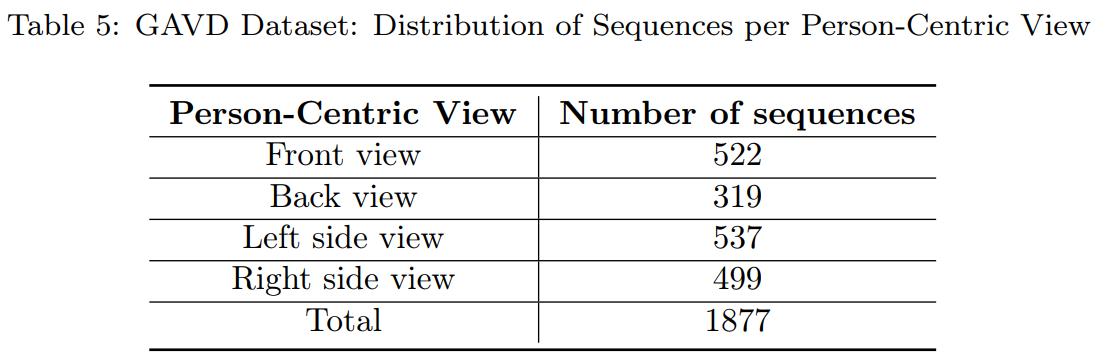 Table 5: GAVD Dataset: Distribution of Sequences per Person-Centric View
Person-Centric View Number of sequences
Front view 522
Back view 319
Left side view 537
Right side view 499
Total 1877